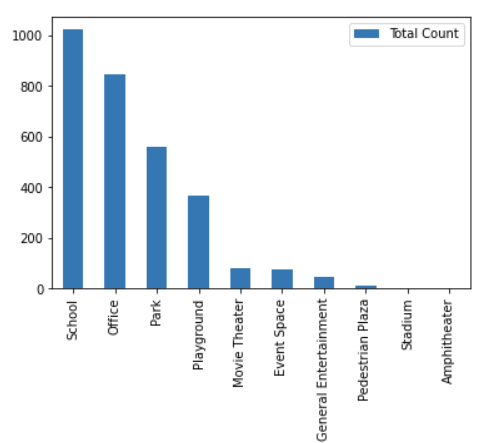 Total Count
1000
800
600
400
200
0
School
Office
Park
Playground
Movie Theater
Event Space
General Entertainment
Pedestrian Plaza
Stadium
Amphitheater